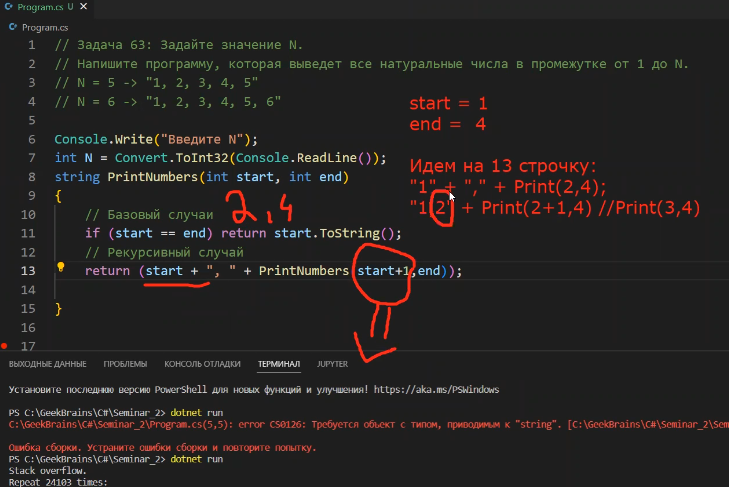 Program.cs U
Program.cs
1 // Задача 63: Задайте значение N.
2 // Напишите программу, которая выведет все натуральные числа в промежутке от 1 до N.
3 // N = 5 -> "1, 2, 3, 4, 5"
4 // N = 6 -> "1, 2, 3, 4, 5, 6"
5
6 Console.Write("Введите N");
7 int N = Convert.ToInt32(Console.ReadLine());
8 string PrintNumbers(int start, int end)
9 {
10 // Базовый случаи
11 if (start == end) return start.ToString();
12 // Рекурсивный случай
13 return (start + ", " + PrintNumbers(start+1,end));
14
15 }
16
17
2,4
start = 1
end = 4
Идем на 13 строчку:
"1" + "," + Print(2,4);
"1,2" + Print(2+1,4) //Print(3,4)
ВЫХОДНЫЕ ДАННЫЕ ПРОБЛЕМЫ КОНСОЛЬ ОТЛАДКИ ТЕРМИНАЛ JUPYTER
Установите последнюю версию PowerShell для новых функций и улучшения! https://aka.ms/PSWindows
PS C:\GeekBrains\C#\Seminar_2> dotnet run
C:\GeekBrains\C#\Seminar_2\Program.cs(5,5): error CS0126: Требуется объект с типом, приводимым к "string". [C:\GeekBrains\C#\Seminar_2\Sem
Ошибка сборки. Устраните ошибки сборки и повторите попытку.
PS C:\GeekBrains\C#\Seminar_2> dotnet run
Stack overflow.
Repeat 24103 times: